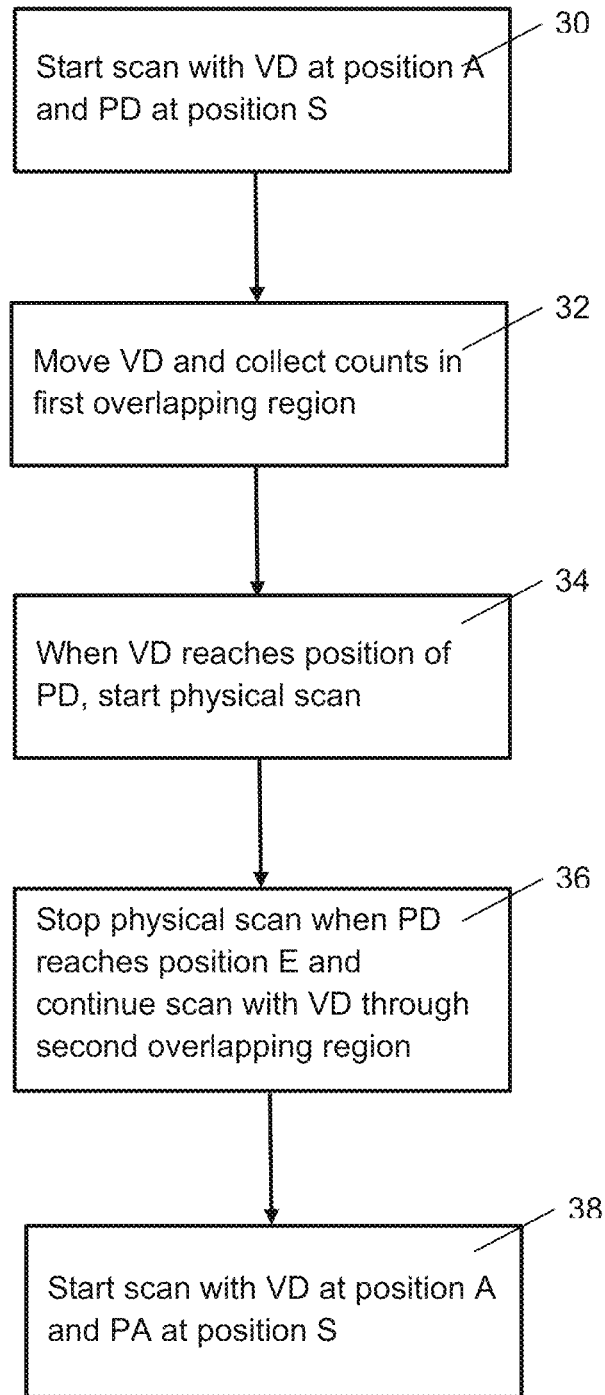 30
Start scan with VD at position A
and PD at position S
32
Move VD and collect counts in
first overlapping region
34
When VD reaches position of
PD, start physical scan
36
Stop physical scan when PD
reaches position E and
continue scan with VD through
second overlapping region
38
Start scan with VD at position A
and PA at position S